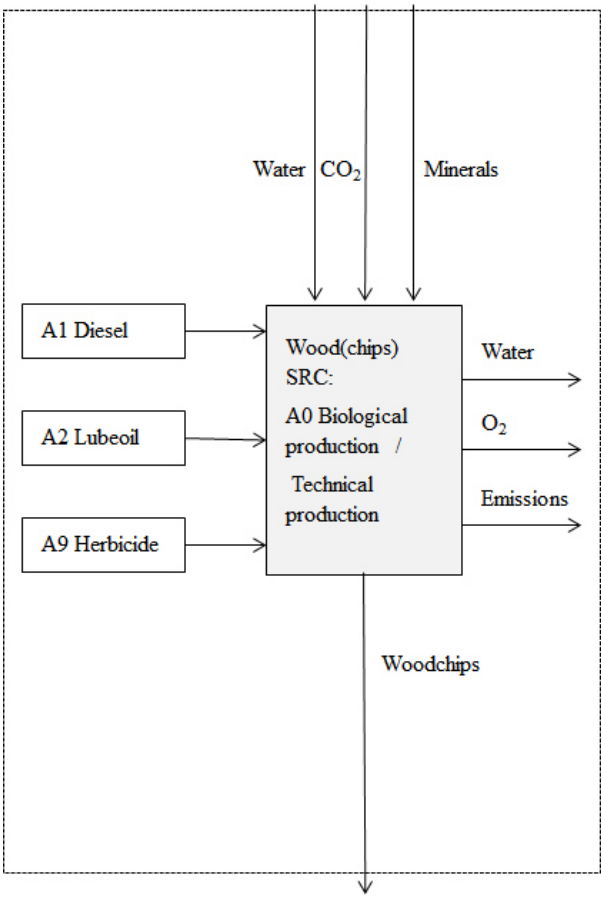 Water
CO₂
Minerals
A1 Diesel
A2 Lubeoil
A9 Herbicide
Wood(chips)
SRC:
A0 Biological
production /
Technical
production
Water
O₂
Emissions
Woodchips